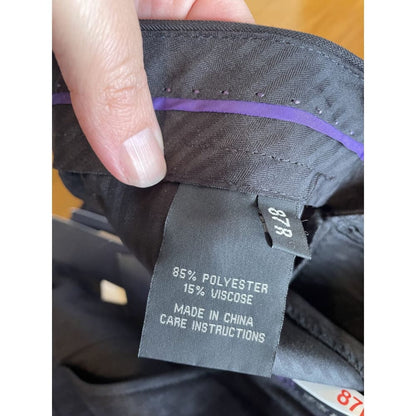 87R
85% POLYESTER
15% VISCOSE
MADE IN CHINA
CARE INSTRUCTIONS
87